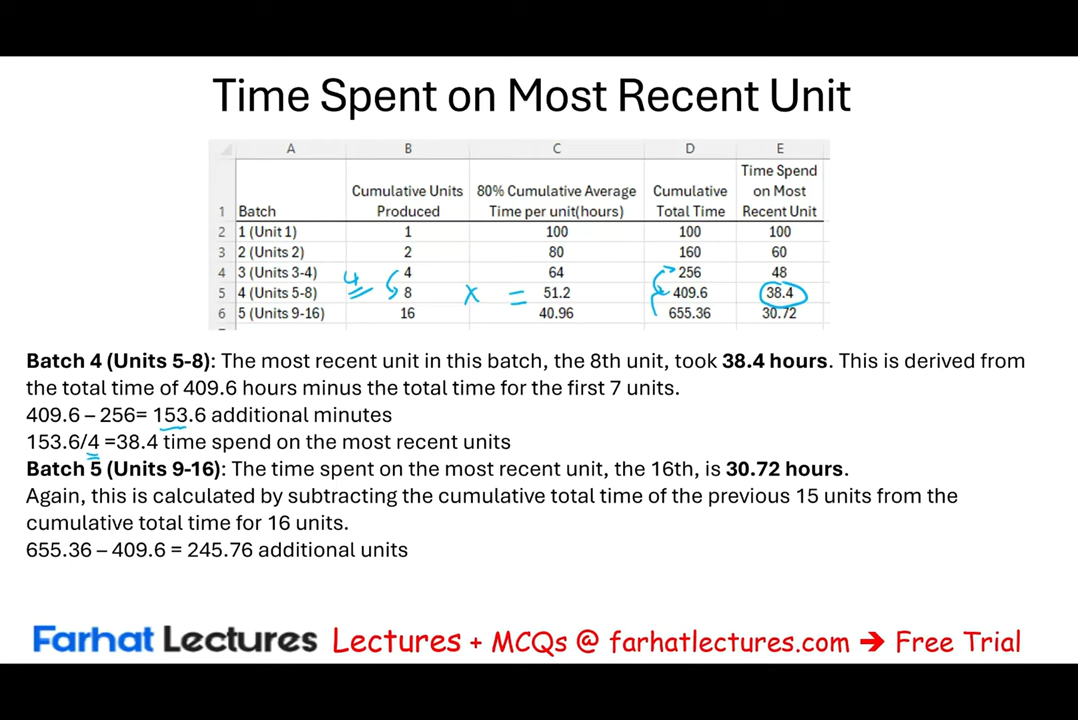 Time Spent on Most Recent Unit
A B C D E
Time Spend
Cumulative Units 80% Cumulative Average Cumulative on Most
1 Batch Produced Time per unit(hours) Total Time Recent Unit
2 1 (Unit 1) 1 100 100 100
3 2 (Units 2) 2 80 160 60
4 3 (Units 3-4) 4 4 64 256 48
5 4 (Units 5-8) 8 x = 51.2 409.6 38.4
6 5 (Units 9-16) 16 40.96 655.36 30.72
Batch 4 (Units 5-8): The most recent unit in this batch, the 8th unit, took 38.4 hours. This is derived from
the total time of 409.6 hours minus the total time for the first 7 units.
409.6 – 256= 153.6 additional minutes
153.6/4 =38.4 time spend on the most recent units
Batch 5 (Units 9-16): The time spent on the most recent unit, the 16th, is 30.72 hours.
Again, this is calculated by subtracting the cumulative total time of the previous 15 units from the
cumulative total time for 16 units.
655.36 – 409.6 = 245.76 additional units
Farhat Lectures Lectures + MCQs @ farhatlectures.com → Free Trial